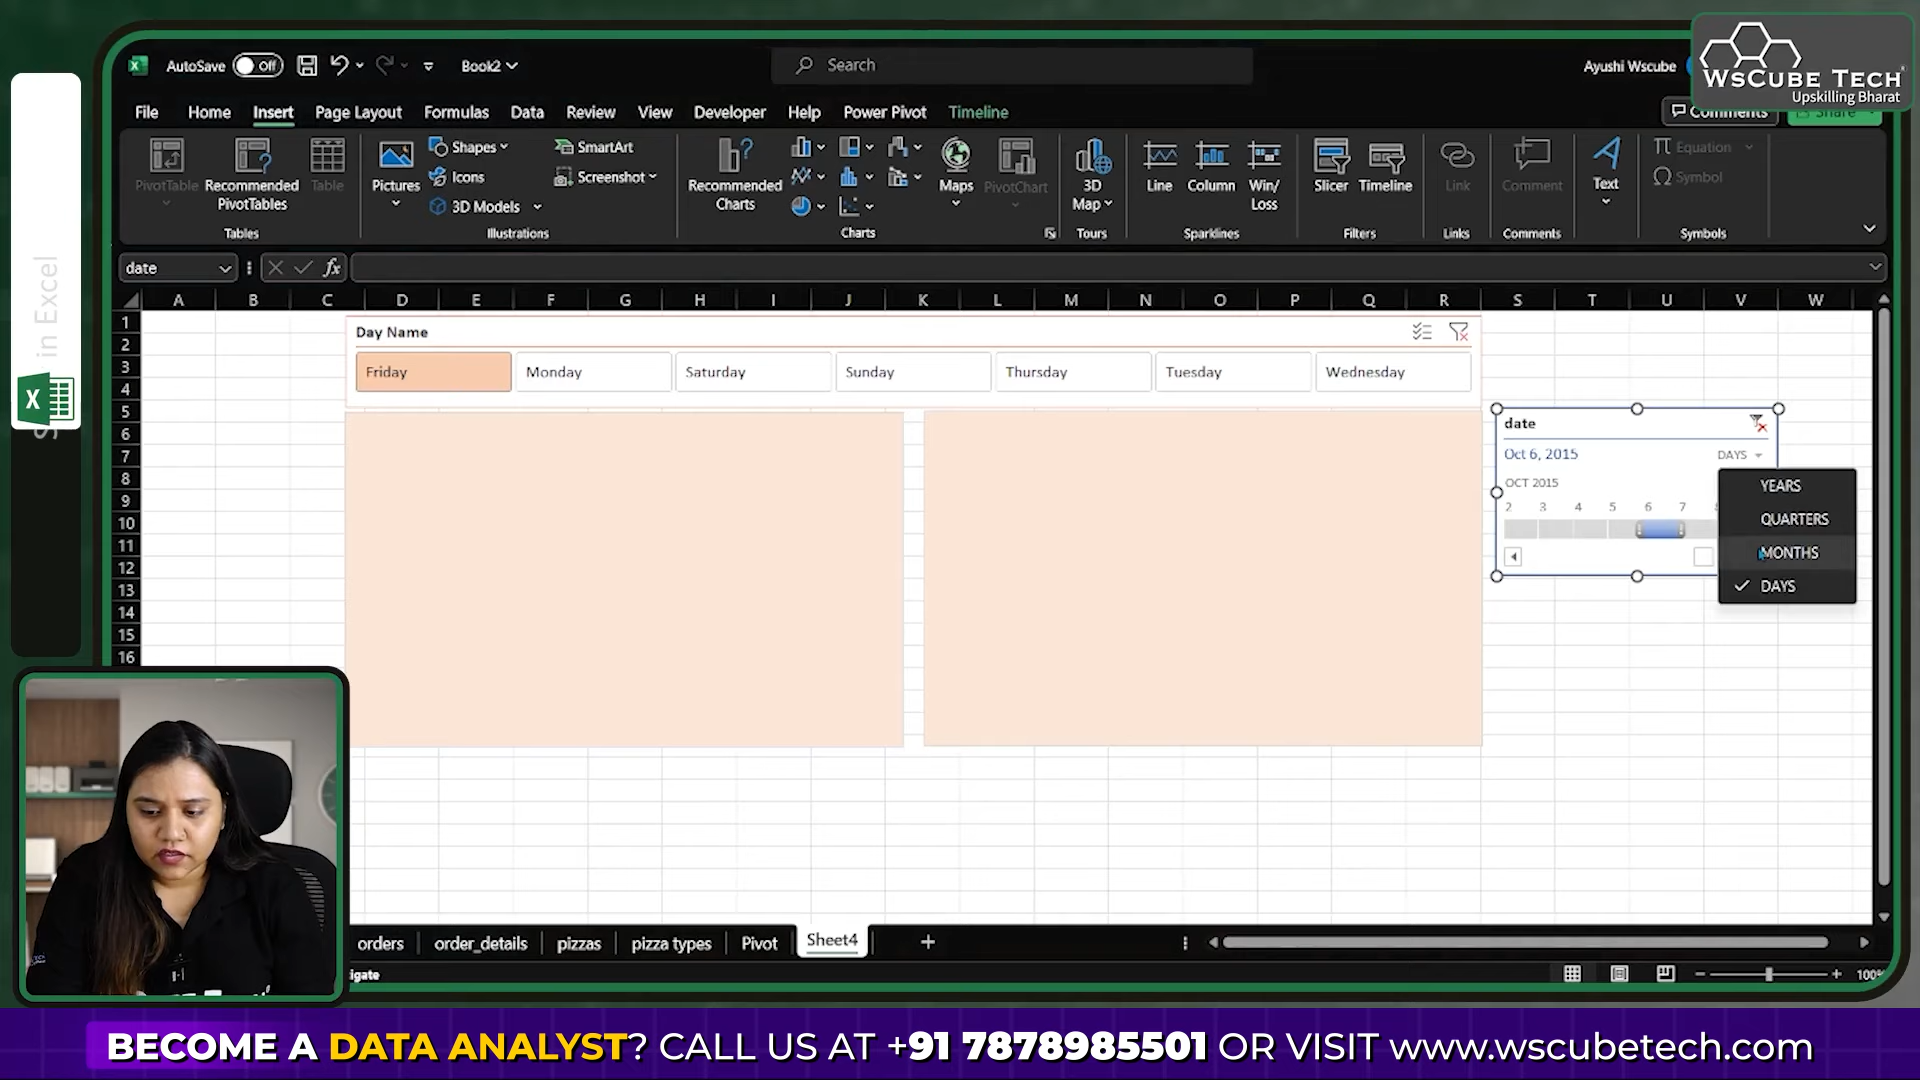 WsCube Tech
Upskilling Bharat
AutoSave Off Book2 Search Ayushi Wscube
File Home Insert Page Layout Formulas Data Review View Developer Help Power Pivot Timeline Comments Share
PivotTable Recommended PivotTables Table
Tables
Pictures Shapes Icons 3D Models SmartArt Screenshot
Illustrations
Recommended Charts Maps PivotChart
Charts
3D Map
Tours
Line Column Win/Loss
Sparklines
Slicer Timeline
Filters
Link
Links
Comment
Comments
Text
Equation
Symbol
Symbols
in Excel
date fx
A B C D E F G H I J K L M N O P Q R S T U V W
1
2
3
4
5
6
7
8
9
10
11
12
13
14
15
16
Day Name
Friday Monday Saturday Sunday Thursday Tuesday Wednesday
date
Oct 6, 2015 DAYS
OCT 2015
2 3 4 5 6 7 8
YEARS
QUARTERS
MONTHS
DAYS
orders order_details pizzas pizza types Pivot Sheet4
100%
BECOME A DATA ANALYST? CALL US AT +91 7878985501 OR VISIT www.wscubetech.com